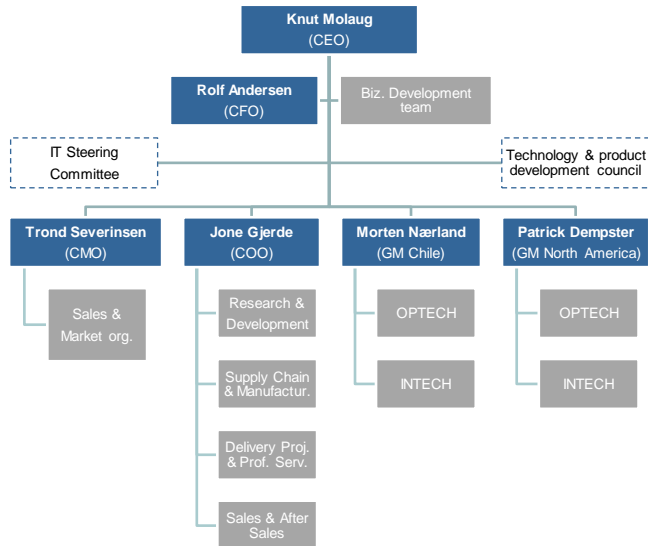 Knut Molaug
(CEO)
Rolf Andersen
(CFO)
Biz. Development
team
IT Steering
Committee
Technology & product
development council
Trond Severinsen
(CMO)
Jone Gjerde
(COO)
Morten Nærland
(GM Chile)
Patrick Dempster
(GM North America)
Sales &
Market org.
Research &
Development
OPTECH
OPTECH
Supply Chain
& Manufactur.
INTECH
INTECH
Delivery Proj.
& Prof. Serv.
Sales & After
Sales